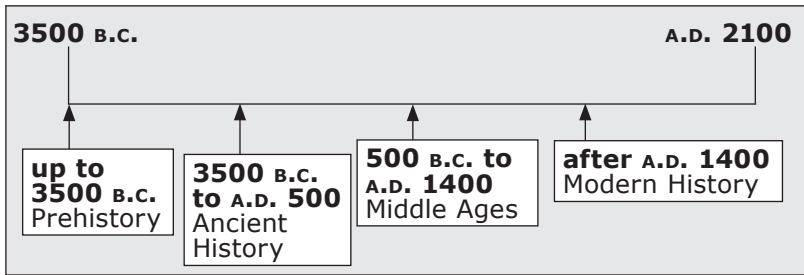 3500 B.C.
A.D. 2100
up to
3500 B.C.
Prehistory
3500 B.C.
to A.D. 500
Ancient
History
500 B.C. to
A.D. 1400
Middle Ages
after A.D. 1400
Modern History